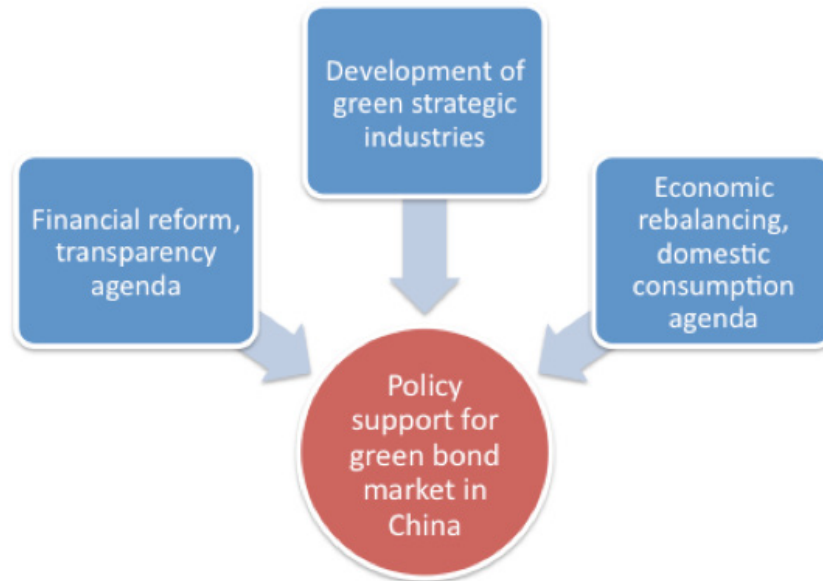 Development of
green strategic
industries
Financial reform,
transparency
agenda
Economic
rebalancing,
domestic
consumption
agenda
Policy
support for
green bond
market in
China